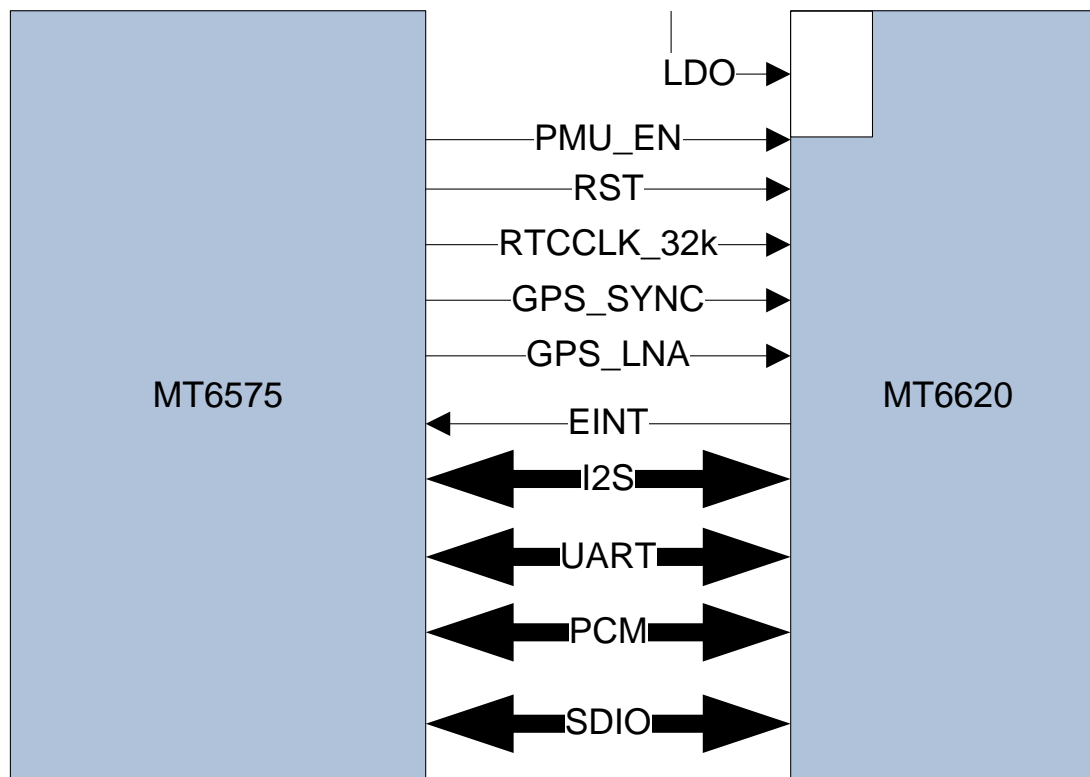 LDO
PMU_EN
RST
RTCCLK_32k
GPS_SYNC
GPS_LNA
MT6575
MT6620
EINT
I2S
UART
PCM
SDIO